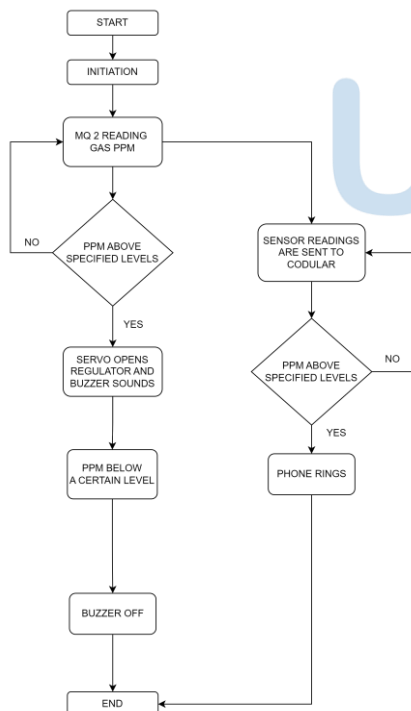 START
INITIATION
MQ 2 READING
GAS PPM
NO
PPM ABOVE
SPECIFIED LEVELS
YES
SERVO OPENS
REGULATOR AND
BUZZER SOUNDS
PPM BELOW
A CERTAIN LEVEL
BUZZER OFF
END
SENSOR READINGS
ARE SENT TO
CODULAR
PPM ABOVE
SPECIFIED LEVELS
NO
YES
PHONE RINGS